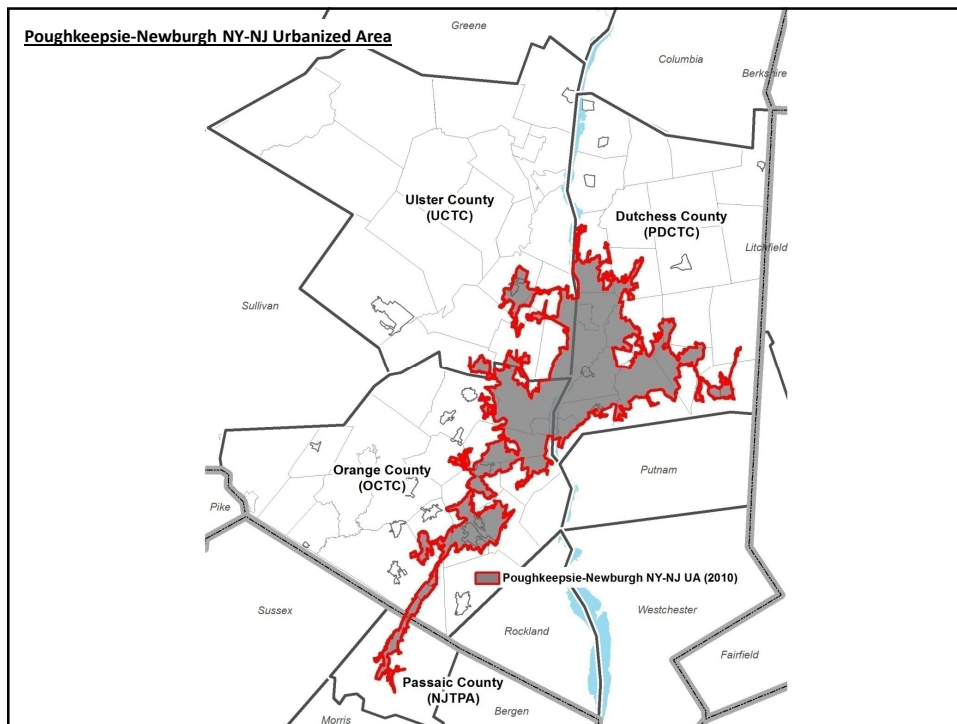 Poughkeepsie-Newburgh NY-NJ Urbanized Area
Greene
Columbia
Berkshire
Ulster County
(UCTC)
Dutchess County
(PDCTC)
Litchfield
Sullivan
Orange County
(OCTC)
Putnam
Pike
Poughkeepsie-Newburgh NY-NJ UA (2010)
Sussex
Westchester
Rockland
Fairfield
Passaic County
(NJTPA)
Bergen
Morris